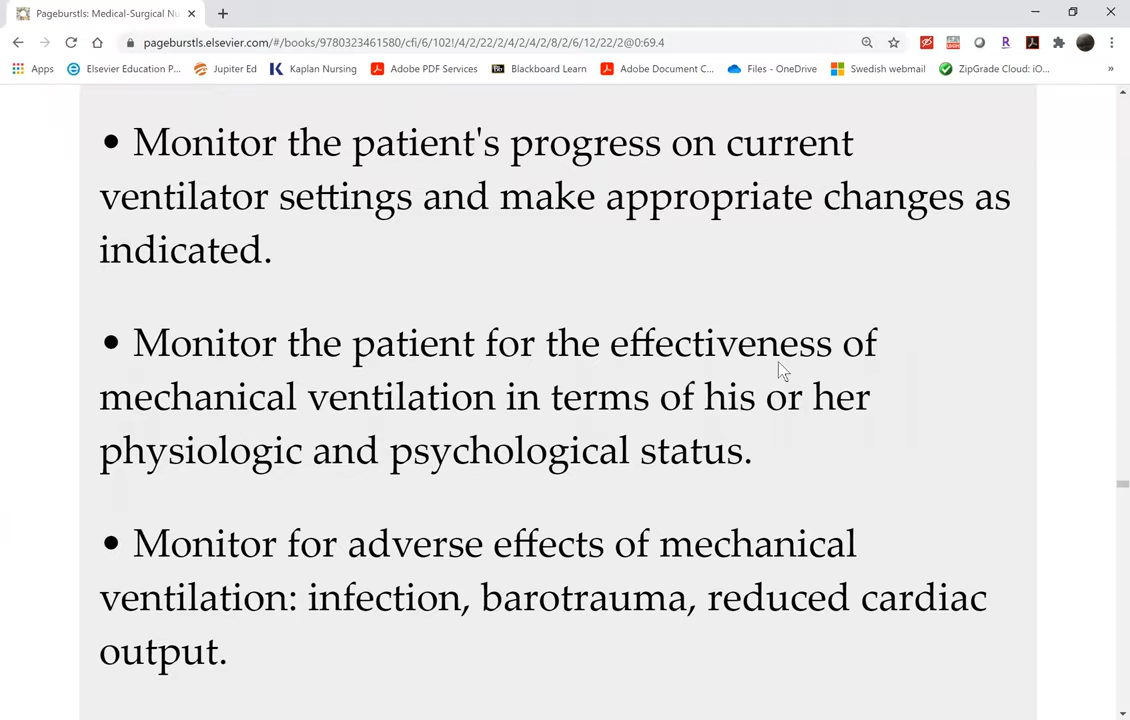 Pageburstls: Medical-Surgical Nu
pageburstls.elsevier.com/#/books/9780323461580/cfi/6/102!/4/2/22/2/4/2/4/2/8/2/6/12/22/2@0:69.4
Apps Elsevier Education P... Jupiter Ed Kaplan Nursing Adobe PDF Services Bb Blackboard Learn Adobe Document C... Files - OneDrive Swedish webmail ZipGrade Cloud: iO... »
• Monitor the patient's progress on current
ventilator settings and make appropriate changes as
indicated.
• Monitor the patient for the effectiveness of
mechanical ventilation in terms of his or her
physiologic and psychological status.
• Monitor for adverse effects of mechanical
ventilation: infection, barotrauma, reduced cardiac
output.